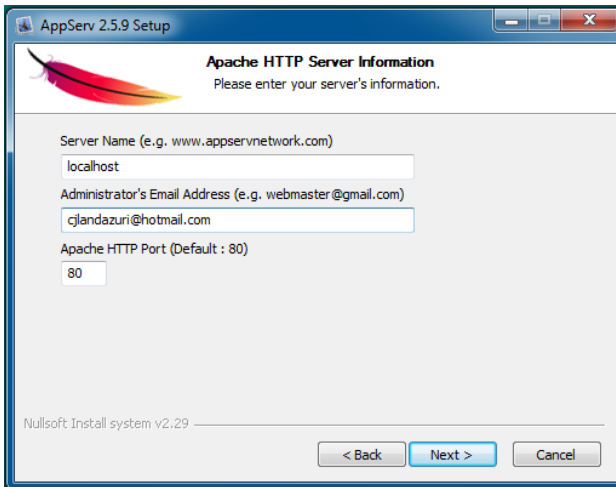 AppServ 2.5.9 Setup
Apache HTTP Server Information
Please enter your server's information.
Server Name (e.g. www.appservnetwork.com)
localhost
Administrator's Email Address (e.g. webmaster@gmail.com)
cjlandazuri@hotmail.com
Apache HTTP Port (Default : 80)
80
Nullsoft Install system v2.29
< Back Next > Cancel